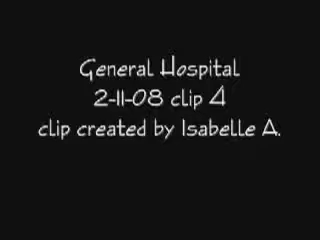 General Hospital
2-11-08 clip 4
clip created by Isabelle A.